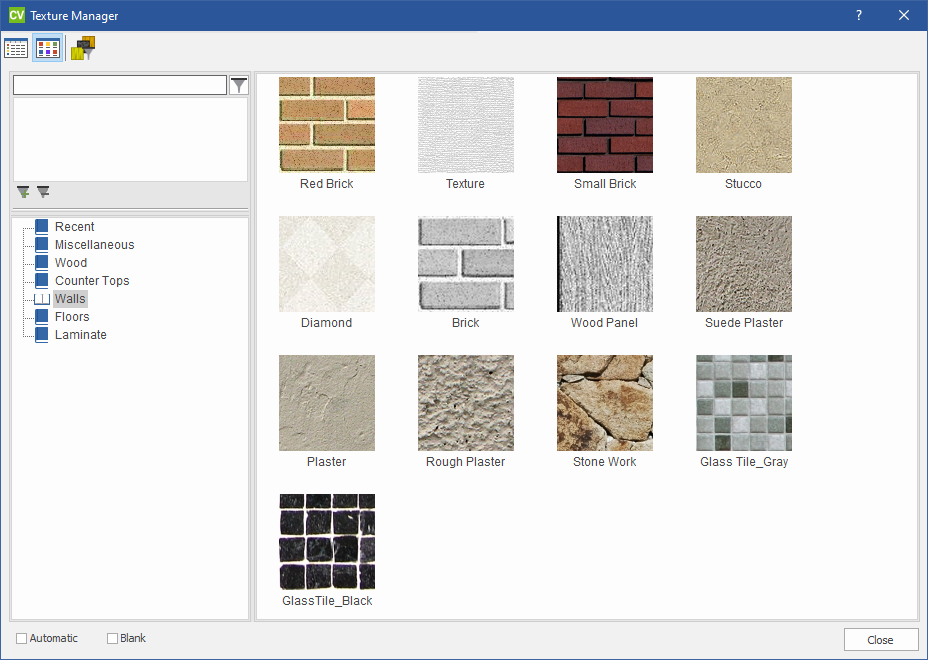 CV Texture Manager ?
Recent
Miscellaneous
Wood
Counter Tops
Walls
Floors
Laminate
Red Brick
Texture
Small Brick
Stucco
Diamond
Brick
Wood Panel
Suede Plaster
Plaster
Rough Plaster
Stone Work
Glass Tile_Gray
GlassTile_Black
Automatic
Blank
Close